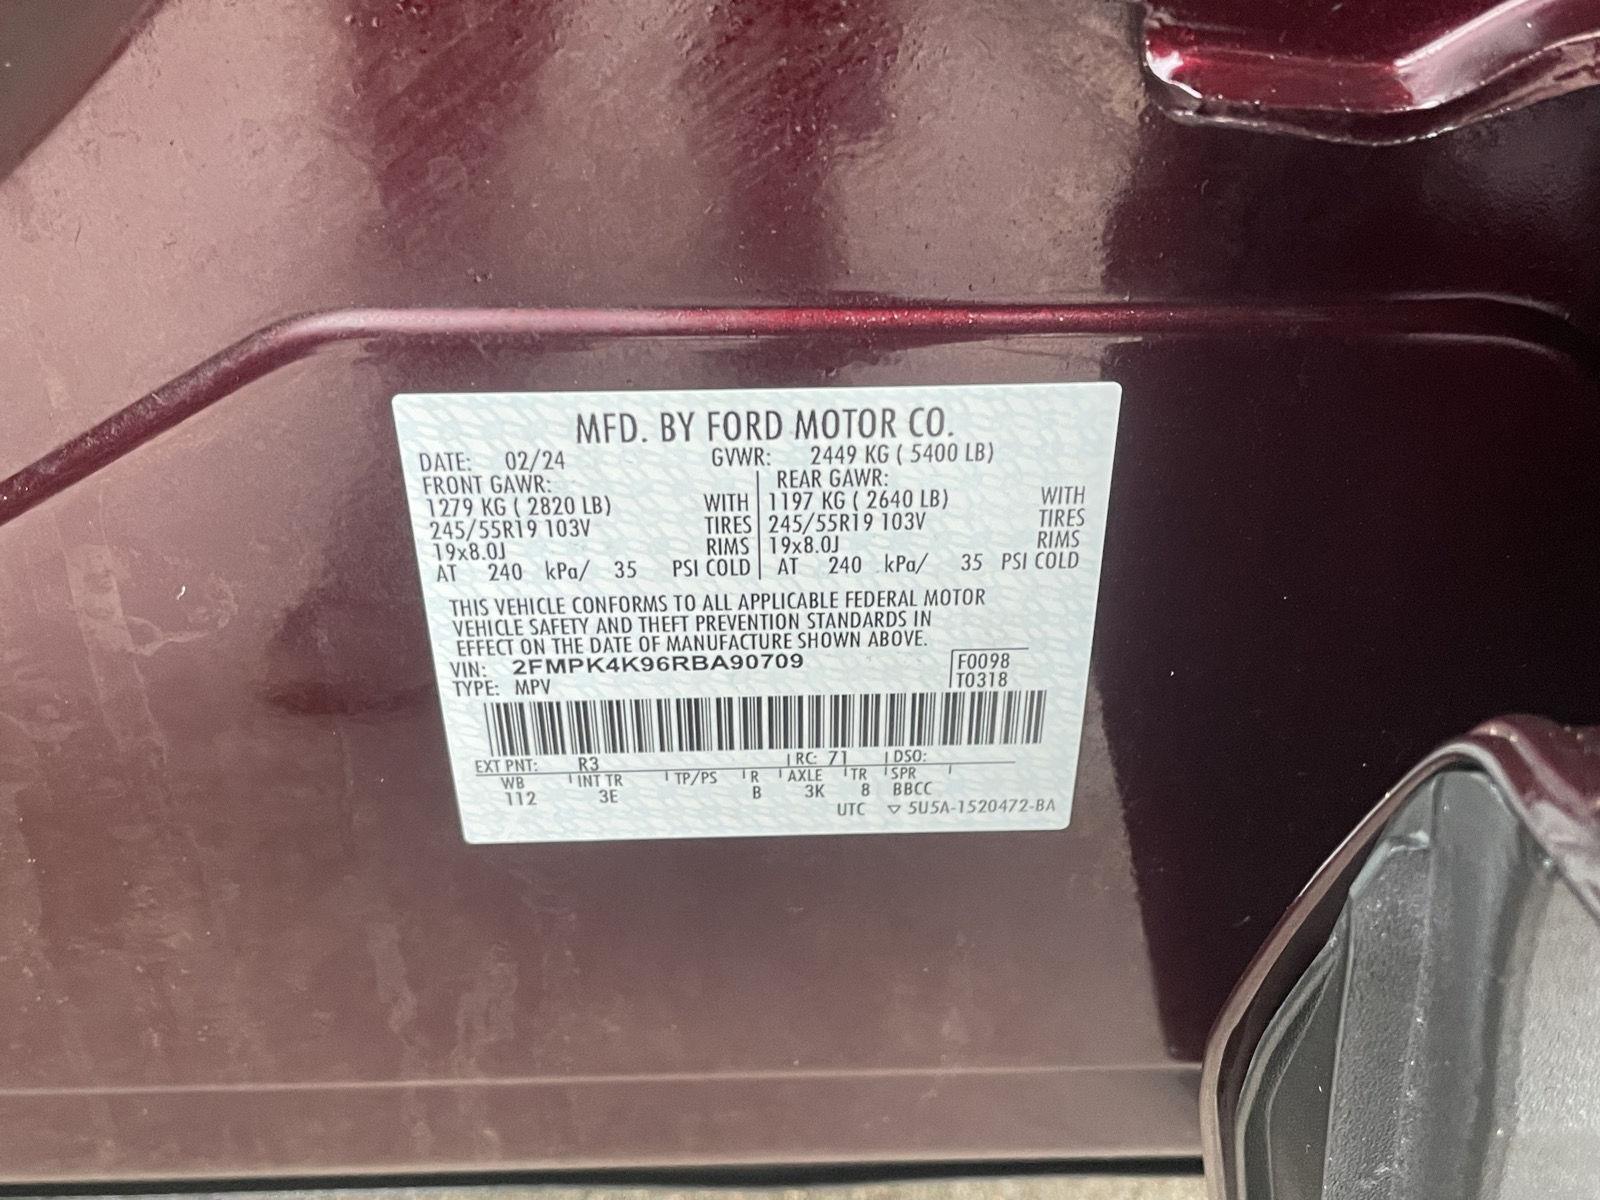 MFD. BY FORD MOTOR CO.
DATE: 02/24 GVWR: 2449 KG ( 5400 LB)
FRONT GAWR: REAR GAWR:
1279 KG ( 2820 LB) WITH 1197 KG ( 2640 LB) WITH
245/55R19 103V TIRES 245/55R19 103V TIRES
19x8.0J RIMS 19x8.0J RIMS
AT 240 kPa/ 35 PSI COLD AT 240 kPa/ 35 PSI COLD
THIS VEHICLE CONFORMS TO ALL APPLICABLE FEDERAL MOTOR
VEHICLE SAFETY AND THEFT PREVENTION STANDARDS IN
EFFECT ON THE DATE OF MANUFACTURE SHOWN ABOVE.
VIN: 2FMPK4K96RBA90709 F0098
TYPE: MPV T0318
EXT PNT: R3 RC: 71 DSO:
WB INT TR TP/PS R AXLE TR SPR
112 3E B 3K 8 BBCC
UTC ▽ 5U5A-1520472-BA